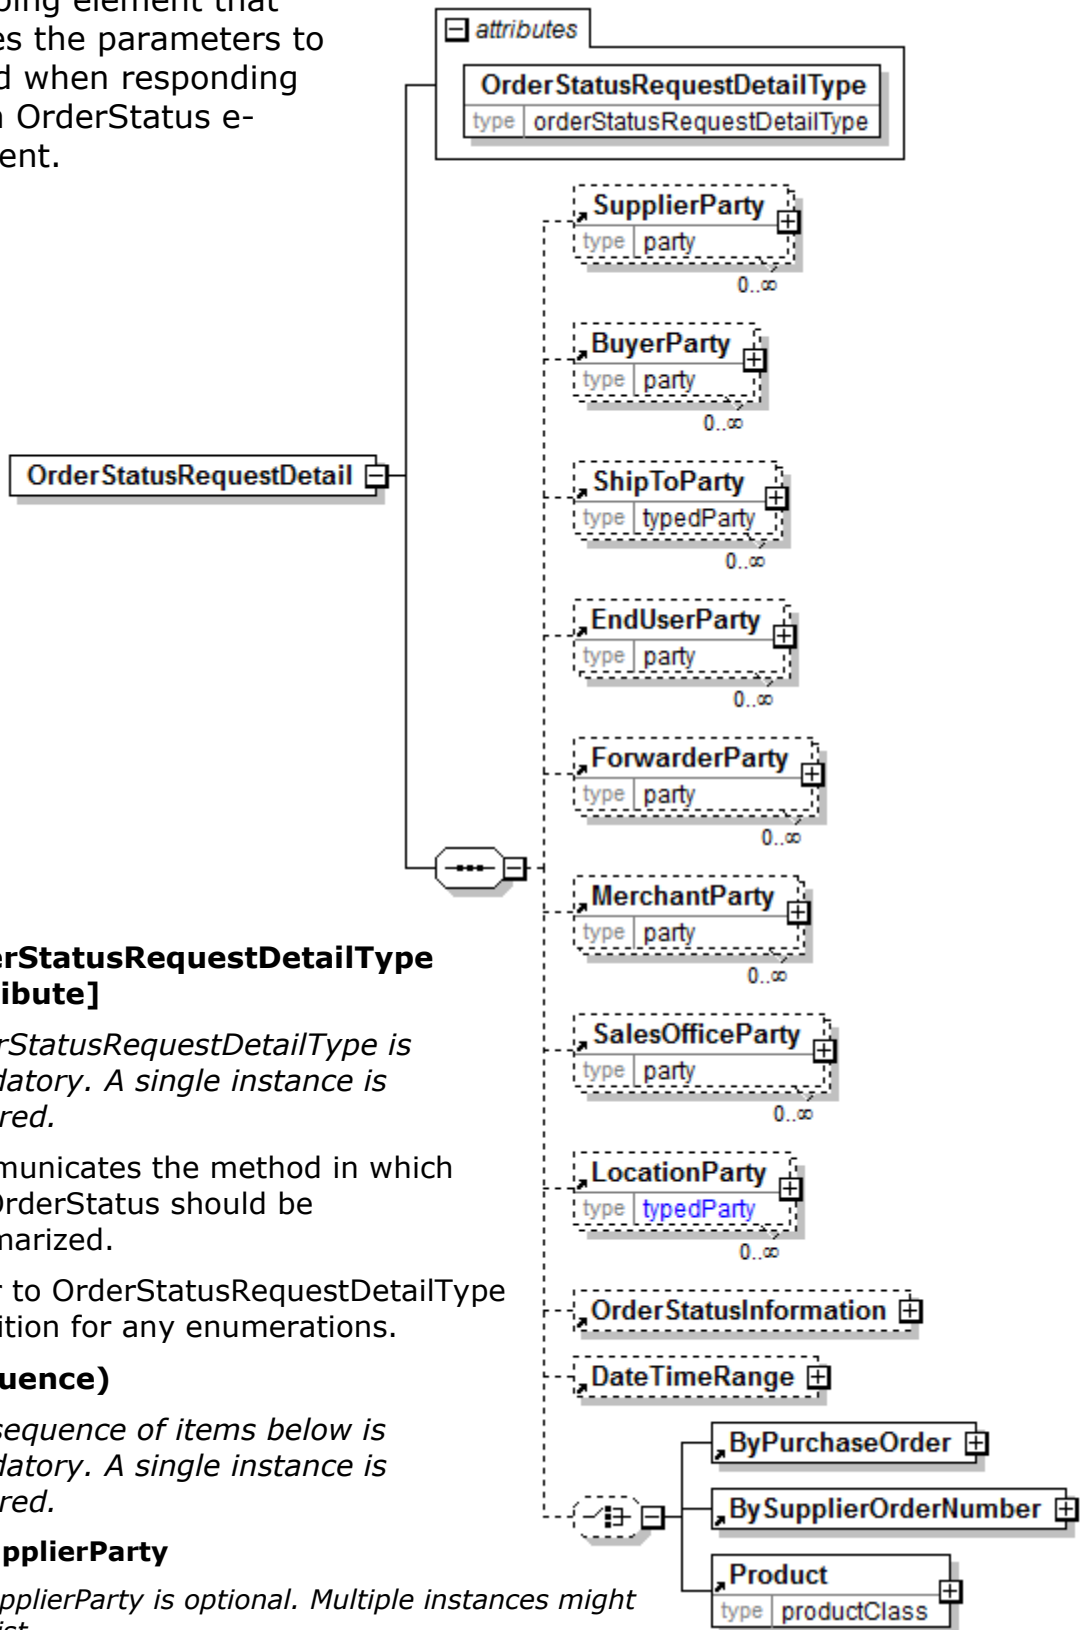 ping element that
es the parameters to
d when responding
n OrderStatus e-
ent.
attributes
OrderStatusRequestDetailType
type orderStatusRequestDetailType
SupplierParty
type party
0..∞
BuyerParty
type party
0..∞
OrderStatusRequestDetail
ShipToParty
type typedParty
0..∞
EndUserParty
type party
0..∞
ForwarderParty
type party
0..∞
MerchantParty
type party
0..∞
SalesOfficeParty
type party
0..∞
LocationParty
type typedParty
0..∞
OrderStatusInformation
DateTimeRange
ByPurchaseOrder
BySupplierOrderNumber
Product
type productClass
erStatusRequestDetailType
ibute]
rStatusRequestDetailType is
datory. A single instance is
red.
municates the method in which
OrderStatus should be
marized.
r to OrderStatusRequestDetailType
ition for any enumerations.
uence)
sequence of items below is
datory. A single instance is
red.
pplierParty
pplierParty is optional. Multiple instances might